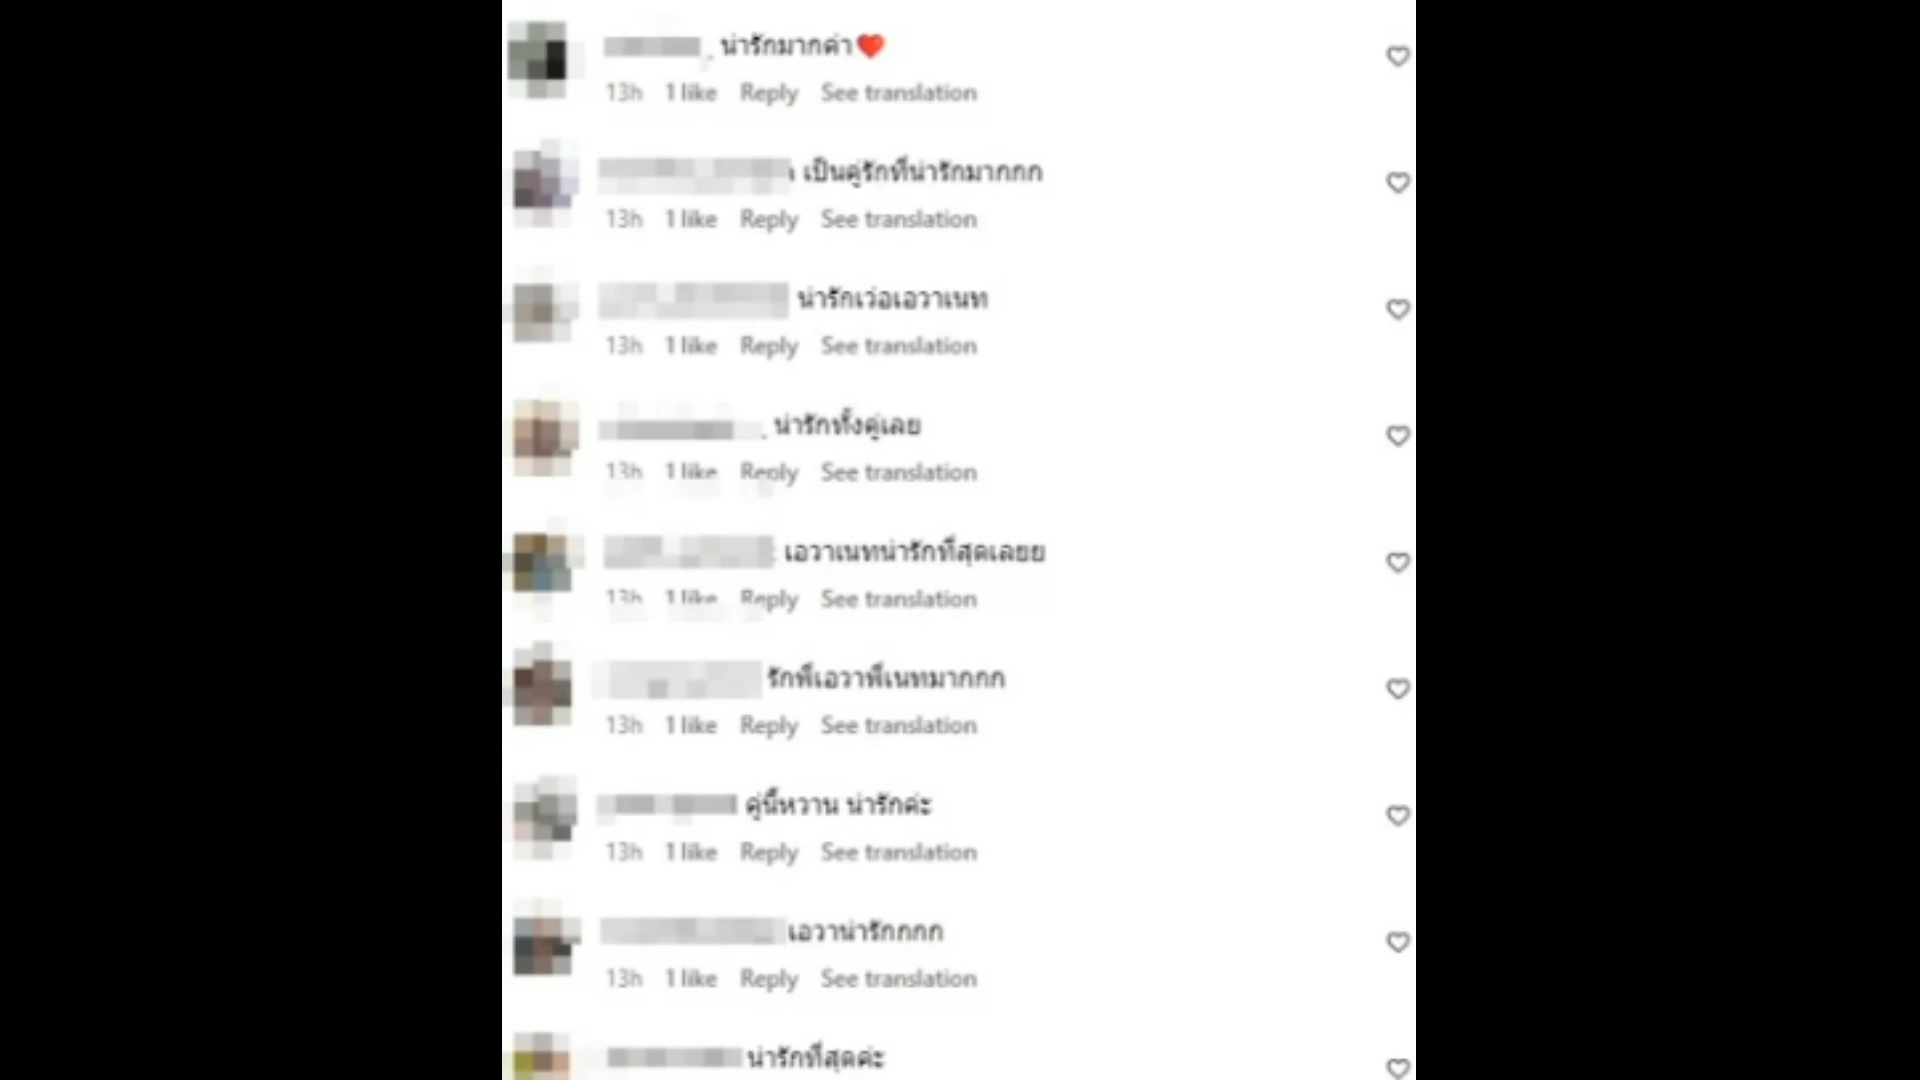 น่ารักมากค่า❤️
13h 1 like Reply See translation
เป็นคู่รักที่น่ารักมากกก
13h 1 like Reply See translation
น่ารักเว่อเอวาเนท
13h 1 like Reply See translation
น่ารักทั้งคู่เลย
13h 1 like Reply See translation
เอวาเนทน่ารักที่สุดเลยย
13h 1 like Reply See translation
รักพี่เอวาพี่เนทมากกก
13h 1 like Reply See translation
คู่นี้หวาน น่ารักค่ะ
13h 1 like Reply See translation
เอวาน่ารักกกก
13h 1 like Reply See translation
น่ารักที่สุดค่ะ